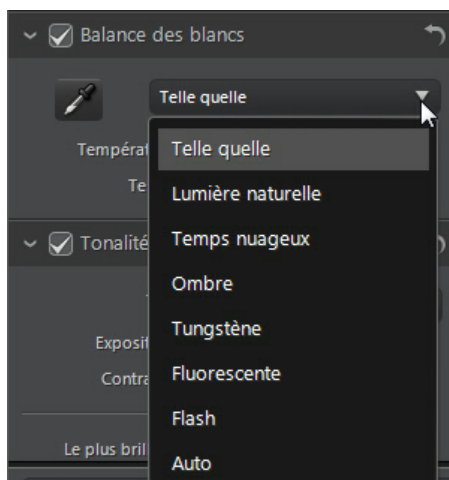 Balance des blancs
Telle quelle
Températ
Telle quelle
Te
Lumière naturelle
Tonalité
Temps nuageux
Ombre
Exposit
Tungstène
Contra
Fluorescente
Flash
Le plus bril
Auto